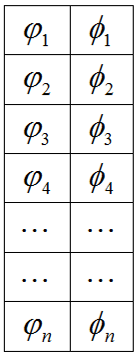 φ₁ ϕ₁
φ₂ ϕ₂
φ₃ ϕ₃
φ₄ ϕ₄
… …
… …
φₙ ϕₙ